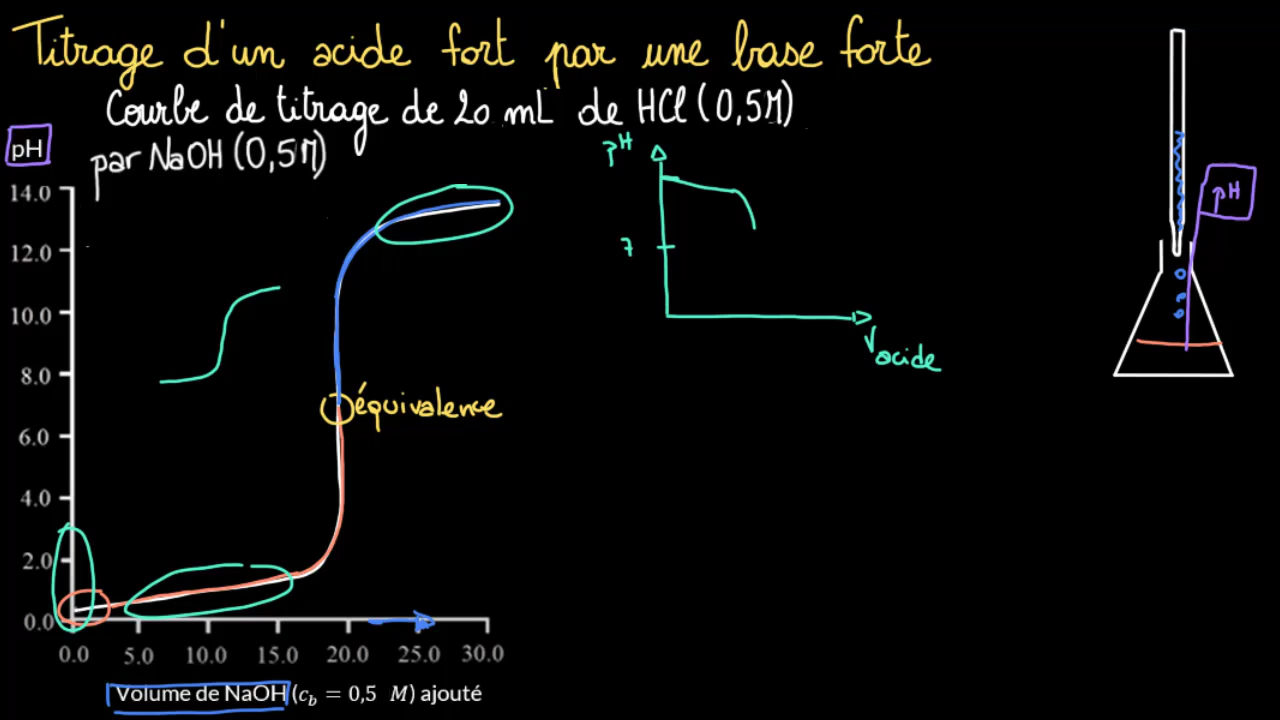 Titrage d'un acide fort par une base forte
Courbe de titrage de 20 mL de HCl (0,5M)
par NaOH (0,5M)
pH
14.0
12.0
10.0
8.0
6.0
4.0
2.0
0.0
0.0 5.0 10.0 15.0 20.0 25.0 30.0
Volume de NaOH (c_b = 0,5 M) ajouté
équivalence
pH
7
Vacide
pH